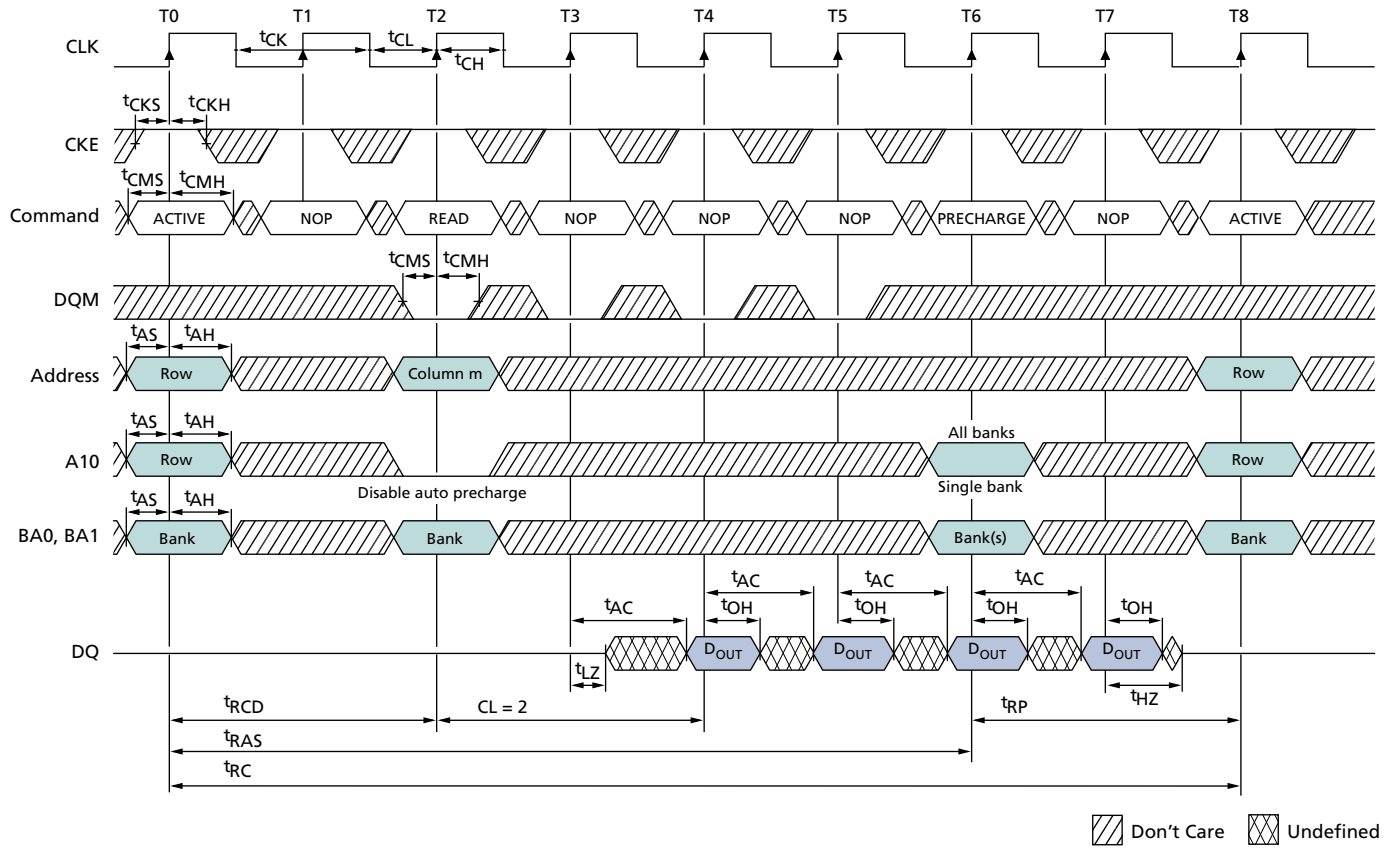 T0 T1 T2 T3 T4 T5 T6 T7 T8
CLK
tCK tCL
tCH
tCKS tCKH
CKE
tCMS tCMH
Command ACTIVE NOP READ NOP NOP NOP PRECHARGE NOP ACTIVE
tCMS tCMH
DQM
tAS tAH
Address Row Column m Row
tAS tAH All banks
A10 Row Row
Disable auto precharge Single bank
tAS tAH
BA0, BA1 Bank Bank Bank(s) Bank
tAC tAC tAC
tAC tOH tOH tOH tOH
DQ DOUT DOUT DOUT DOUT
tLZ tHZ
tRCD CL = 2 tRP
tRAS
tRC
Don't Care Undefined